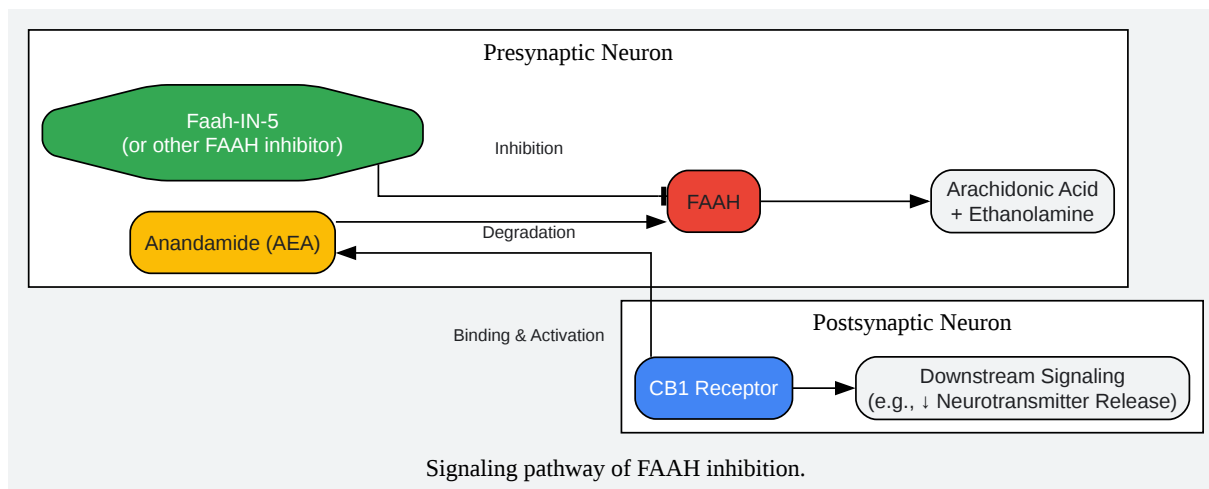 Presynaptic Neuron
Faah-IN-5
(or other FAAH inhibitor)
Inhibition
FAAH
Arachidonic Acid
+ Ethanolamine
Anandamide (AEA)
Degradation
Binding & Activation
Postsynaptic Neuron
CB1 Receptor
Downstream Signaling
(e.g., ↓ Neurotransmitter Release)
Signaling pathway of FAAH inhibition.